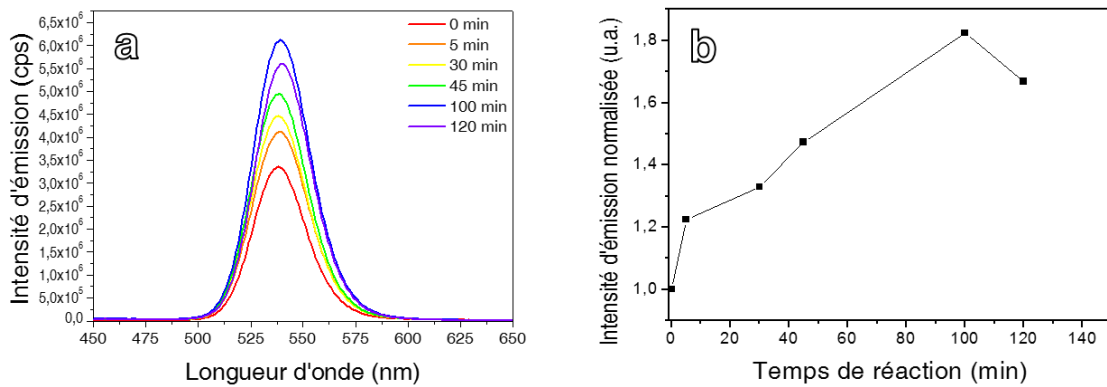 a
Intensité d'émission (cps)
6,5x10⁶
6,0x10⁶
5,5x10⁶
5,0x10⁶
4,5x10⁶
4,0x10⁶
3,5x10⁶
3,0x10⁶
2,5x10⁶
2,0x10⁶
1,5x10⁶
1,0x10⁶
5,0x10⁵
0,0
0 min
5 min
30 min
45 min
100 min
120 min
450 475 500 525 550 575 600 625 650
Longueur d'onde (nm)
b
Intensité d'émission normalisée (u.a.)
1,8
1,6
1,4
1,2
1,0
0 20 40 60 80 100 120 140
Temps de réaction (min)